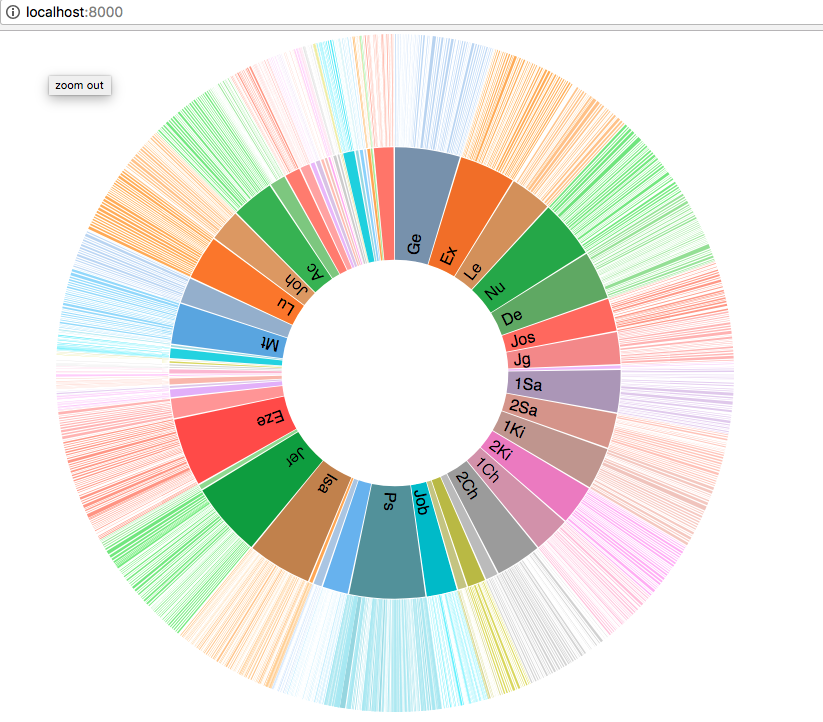 localhost:8000
zoom out
Ge
Ex
Le
Nu
De
Jos
Jg
1Sa
2Sa
1Ki
2Ki
1Ch
2Ch
Job
Ps
Isa
Jer
Eze
Mt
Lu
Joh
Ac